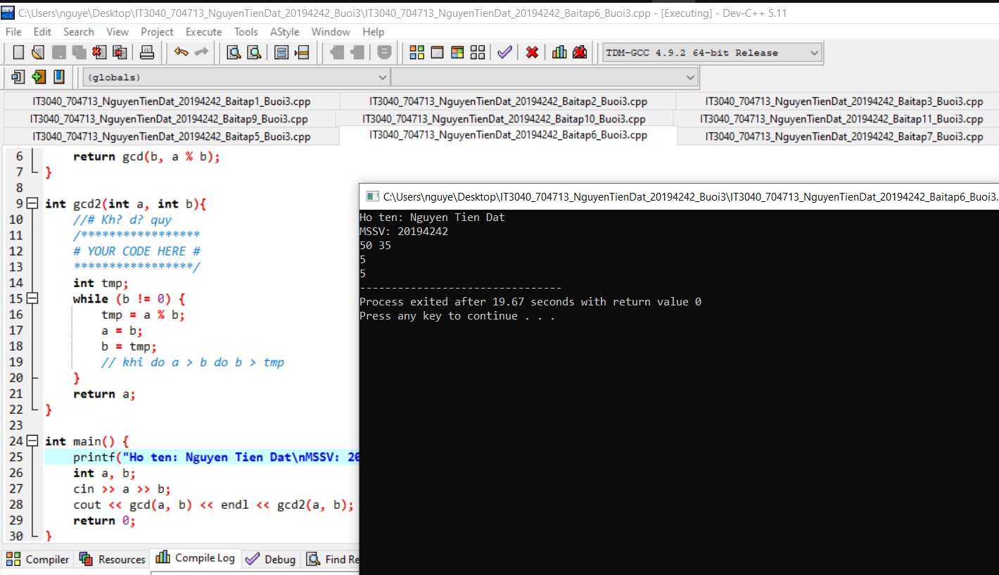 C:\Users\nguye\Desktop\IT3040_704713_NguyenTienDat_20194242_Buoi3\IT3040_704713_NguyenTienDat_20194242_Baitap6_Buoi3.cpp - [Executing] - Dev-C++ 5.11
File Edit Search View Project Execute Tools AStyle Window Help
TDM-GCC 4.9.2 64-bit Release
(globals)
IT3040_704713_NguyenTienDat_20194242_Baitap1_Buoi3.cpp IT3040_704713_NguyenTienDat_20194242_Baitap2_Buoi3.cpp IT3040_704713_NguyenTienDat_20194242_Baitap3_Buoi3.cpp
IT3040_704713_NguyenTienDat_20194242_Baitap9_Buoi3.cpp IT3040_704713_NguyenTienDat_20194242_Baitap10_Buoi3.cpp IT3040_704713_NguyenTienDat_20194242_Baitap11_Buoi3.cpp
IT3040_704713_NguyenTienDat_20194242_Baitap5_Buoi3.cpp IT3040_704713_NguyenTienDat_20194242_Baitap6_Buoi3.cpp IT3040_704713_NguyenTienDat_20194242_Baitap7_Buoi3.cpp
6 return gcd(b, a % b);
7 }
8
9 int gcd2(int a, int b){
10 //# Kh? d? quy
11 /*****************
12 # YOUR CODE HERE #
13 *****************/
14 int tmp;
15 while (b != 0) {
16 tmp = a % b;
17 a = b;
18 b = tmp;
19 // khi do a > b do b > tmp
20 }
21 return a;
22 }
23
24 int main() {
25 printf("Ho ten: Nguyen Tien Dat\nMSSV: 20
26 int a, b;
27 cin >> a >> b;
28 cout << gcd(a, b) << endl << gcd2(a, b);
29 return 0;
30 }
Compiler Resources Compile Log Debug Find Re
C:\Users\nguye\Desktop\IT3040_704713_NguyenTienDat_20194242_Buoi3\IT3040_704713_NguyenTienDat_20194242_Baitap6_Buoi3.
Ho ten: Nguyen Tien Dat
MSSV: 20194242
50 35
5
5
--------------------------------
Process exited after 19.67 seconds with return value 0
Press any key to continue . . .